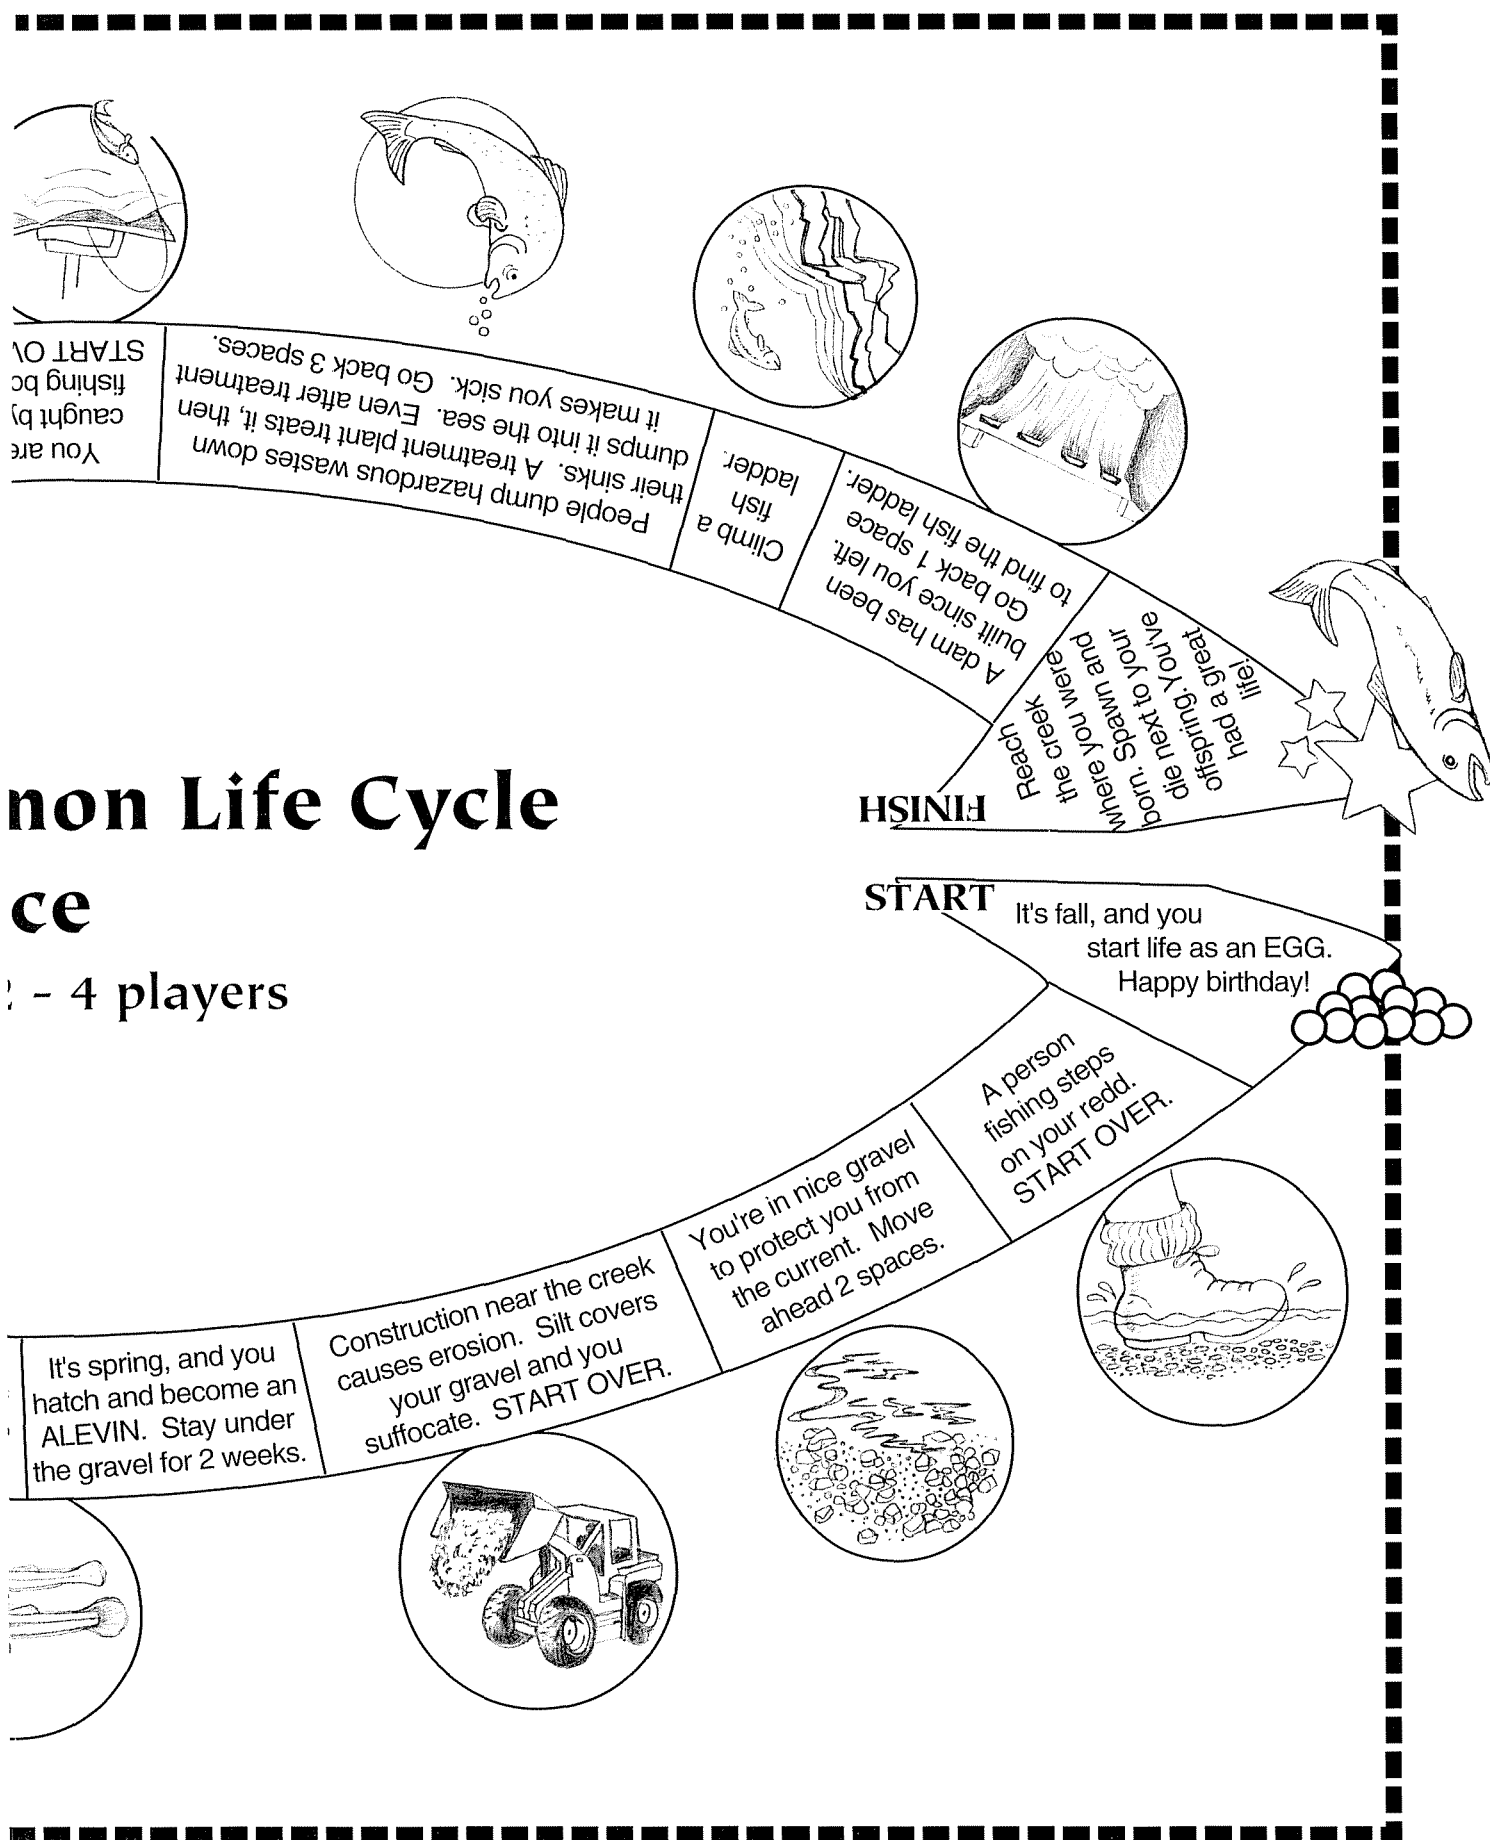 non Life Cycle
ce
- 4 players
START
It's fall, and you
start life as an EGG.
Happy birthday!
A person
fishing steps
on your redd.
START OVER.
You're in nice gravel
to protect you from
the current. Move
ahead 2 spaces.
Construction near the creek
causes erosion. Silt covers
your gravel and you
suffocate. START OVER.
It's spring, and you
hatch and become an
ALEVIN. Stay under
the gravel for 2 weeks.
You are
caught by
fishing bo
START OV
People dump hazardous wastes down
their sinks. A treatment plant treats it, then
dumps it into the sea. Even after treatment
it makes you sick. Go back 3 spaces.
Climb a
fish
ladder.
A dam has been
built since you left.
Go back 1 space
to find the fish ladder.
Reach
the creek
where you were
born. Spawn and
die next to your
offspring. You've
had a great
life!
FINISH